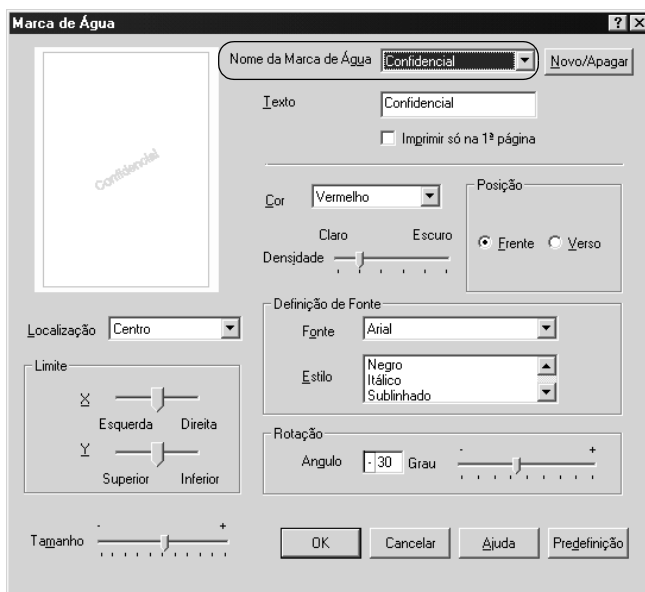 Marca de Água
Nome da Marca de Água Confidencial Novo/Apagar
Texto Confidencial
Imprimir só na 1ª página
Confidencial
Cor Vermelho
Posição
Claro Escuro
Frente Verso
Densidade
Definição de Fonte
Localização Centro
Fonte Arial
Limite
Estilo Negro
Itálico
Sublinhado
X
Esquerda Direita
Rotação
Y
Angulo - 30 Grau - +
Superior Inferior
Tamanho - +
OK Cancelar Ajuda Predefinição